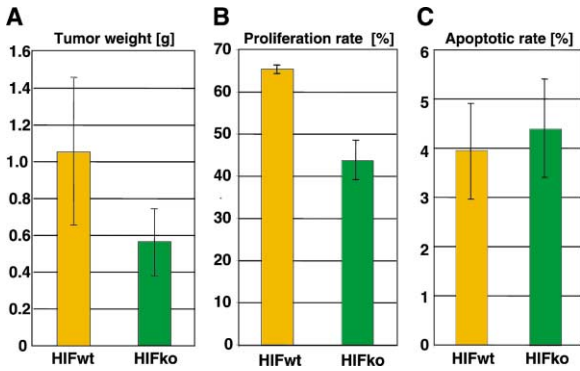 A
Tumor weight [g]
1.6
1.4
1.2
1.0
0.8
0.6
0.4
0.2
0
HIFwt HIFko
B
Proliferation rate [%]
70
60
50
40
30
20
10
0
HIFwt HIFko
C
Apoptotic rate [%]
6
5
4
3
2
1
0
HIFwt HIFko